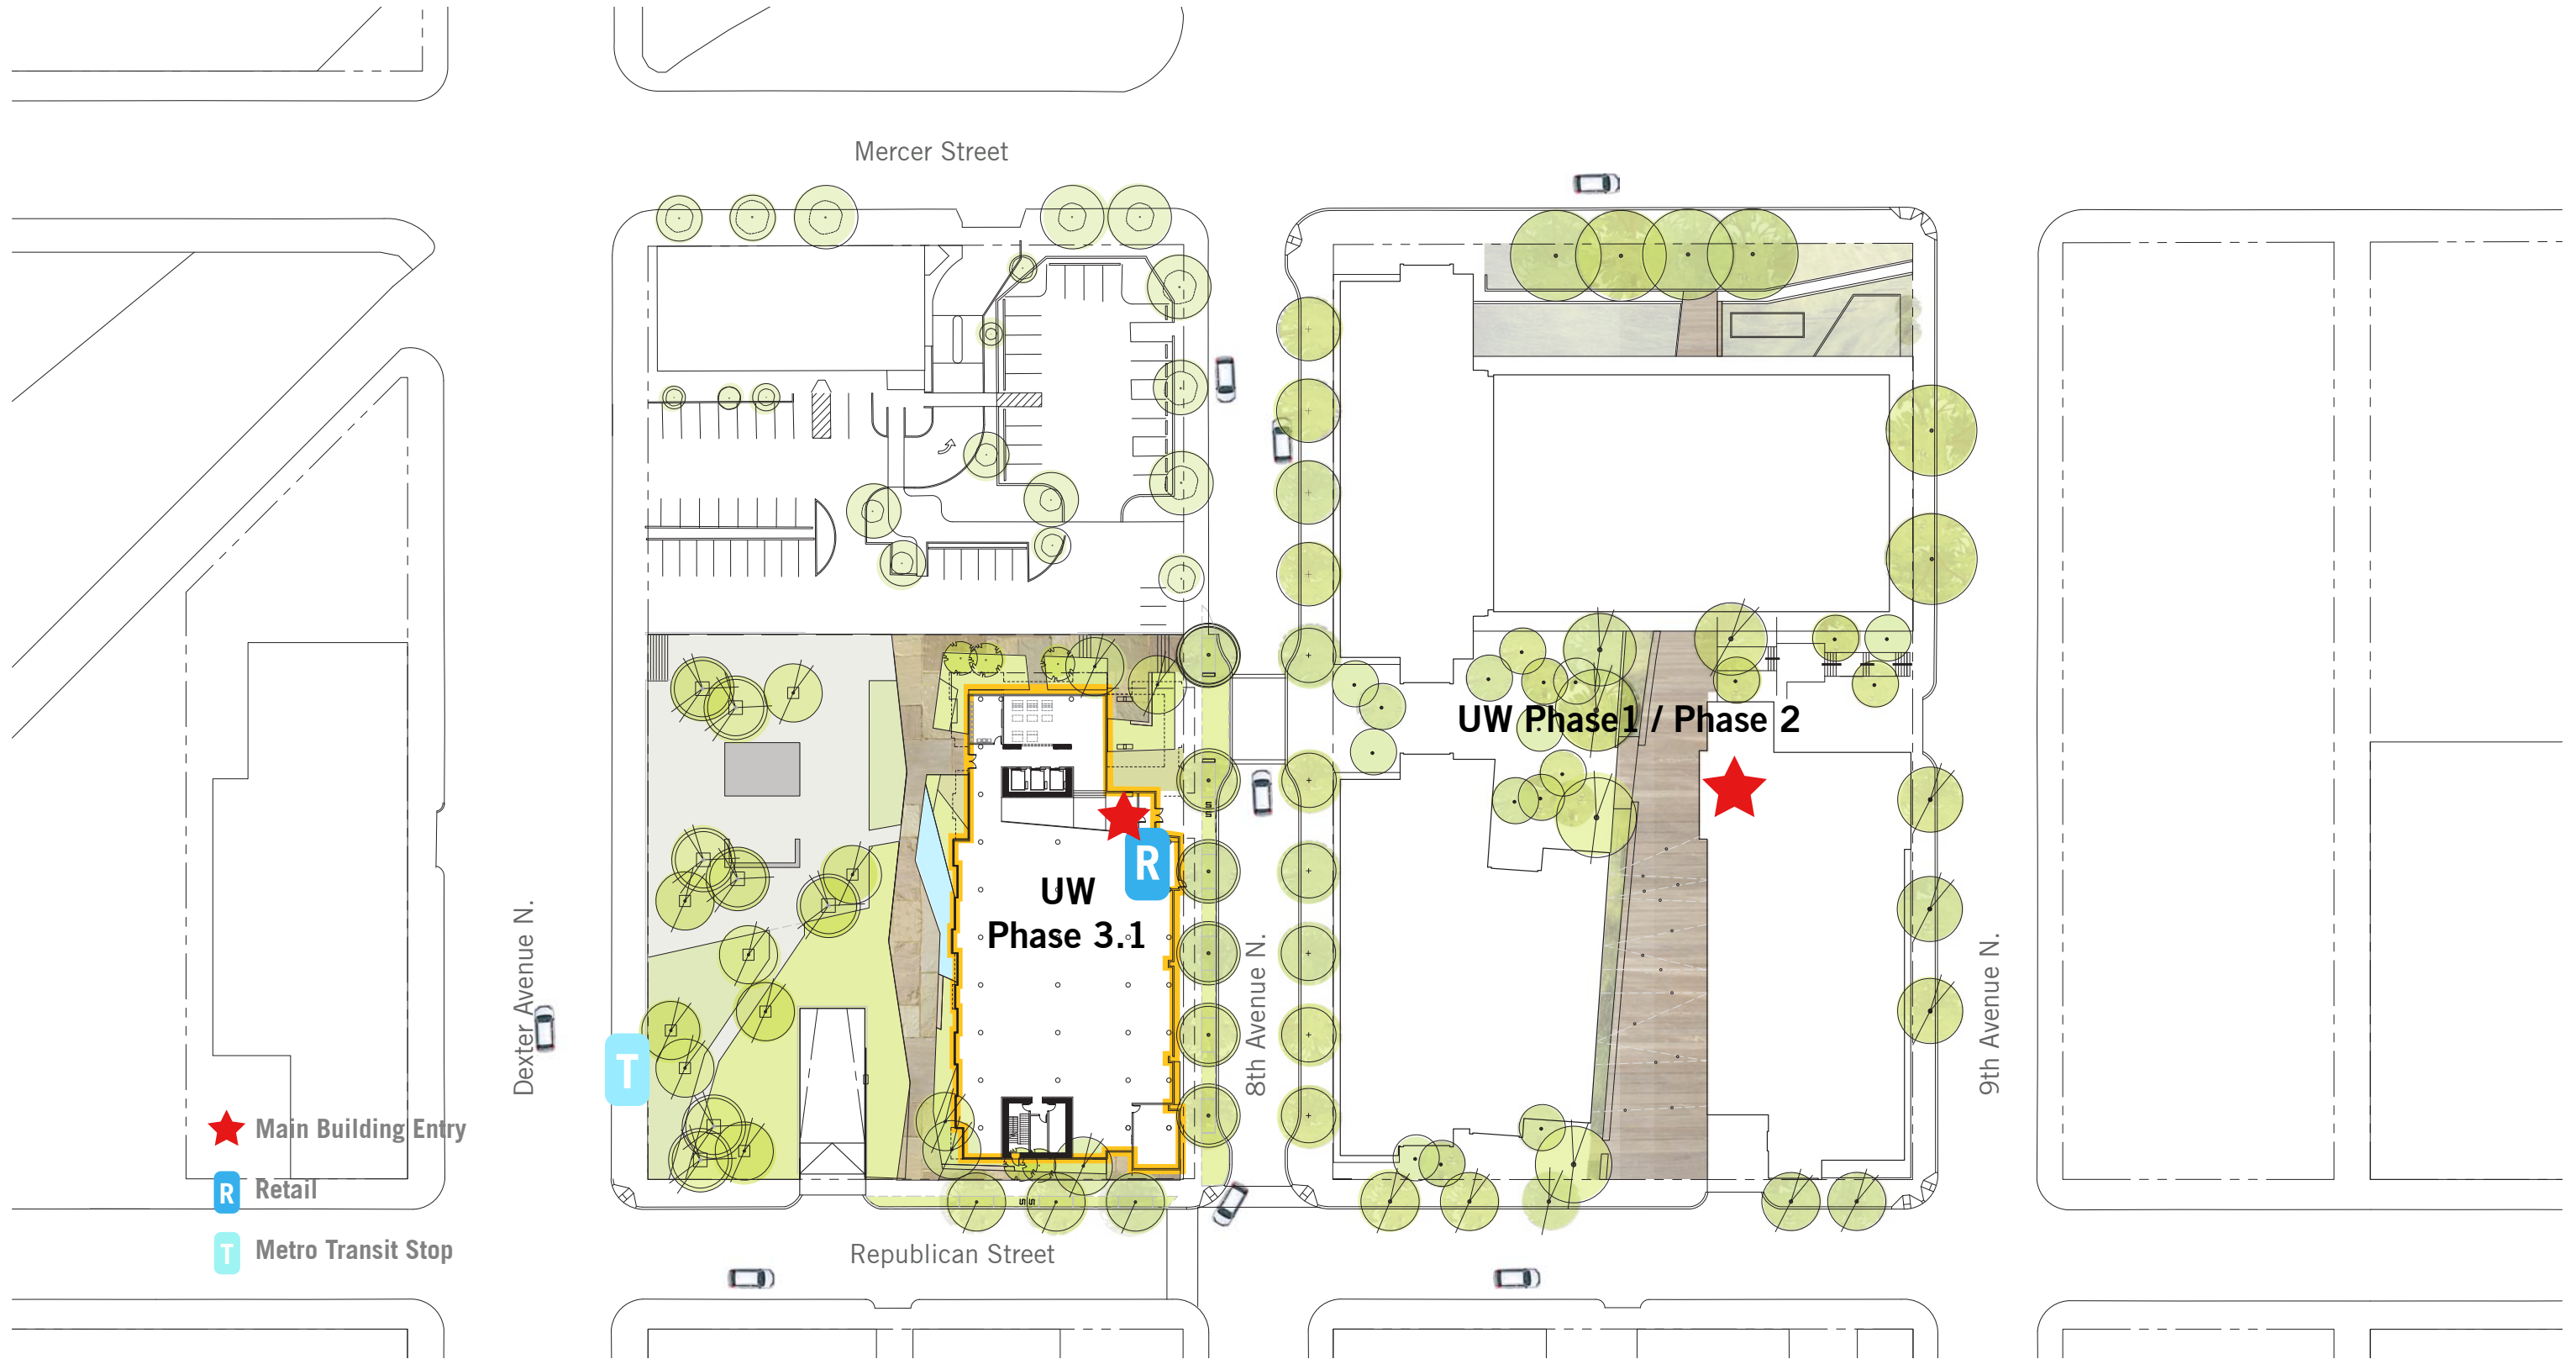 Mercer Street
UW Phase1 / Phase 2
R
UW
Phase 3.1
Dexter Avenue N.
8th Avenue N.
9th Avenue N.
T
Main Building Entry
R Retail
T Metro Transit Stop
Republican Street